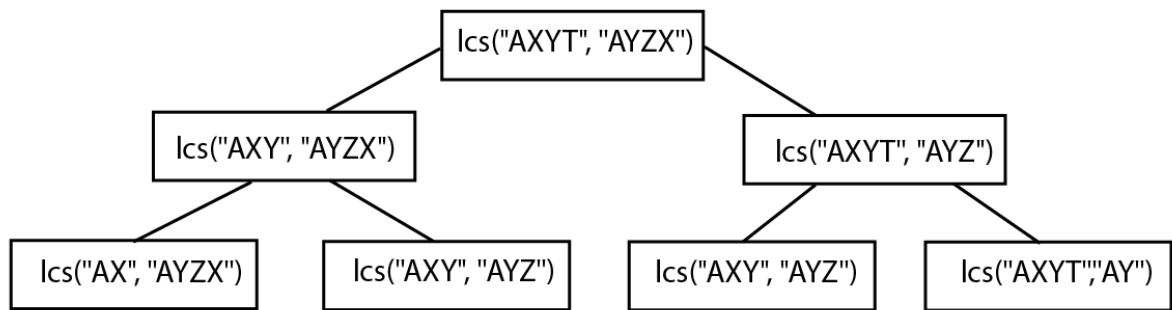 lcs("AXYT", "AYZX")
lcs("AXY", "AYZX")
lcs("AXYT", "AYZ")
lcs("AX", "AYZX")
lcs("AXY", "AYZ")
lcs("AXY", "AYZ")
lcs("AXYT","AY")